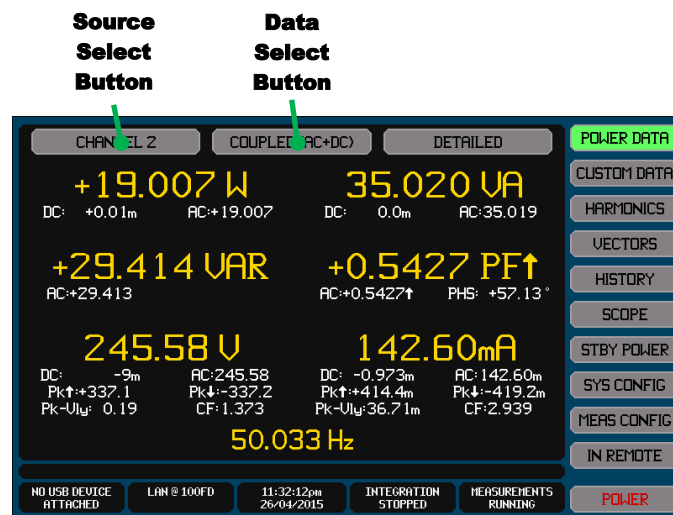 Source Select Button
Data Select Button
CHANNEL 2
COUPLED (AC+DC)
DETAILED
+19.007 W
DC: +0.01m AC:+19.007
35.020 VA
DC: 0.0m AC:35.019
+29.414 VAR
AC:+29.413
+0.5427 PF↑
AC:+0.5427↑ PHS: +57.13°
245.58 V
DC: -9m AC:245.58
Pk↑:+337.1 Pk↓:-337.2
Pk-Vly: 0.19 CF:1.373
142.60mA
DC: -0.973m AC:142.60m
Pk↑:+414.4m Pk↓:-419.2m
Pk-Vly:36.71m CF:2.939
50.033 Hz
NO USB DEVICE ATTACHED
LAN @ 100FD
11:32:12pm 26/04/2015
INTEGRATION STOPPED
MEASUREMENTS RUNNING
POWER DATA
CUSTOM DATA
HARMONICS
VECTORS
HISTORY
SCOPE
STBY POWER
SYS CONFIG
MEAS CONFIG
IN REMOTE
POWER